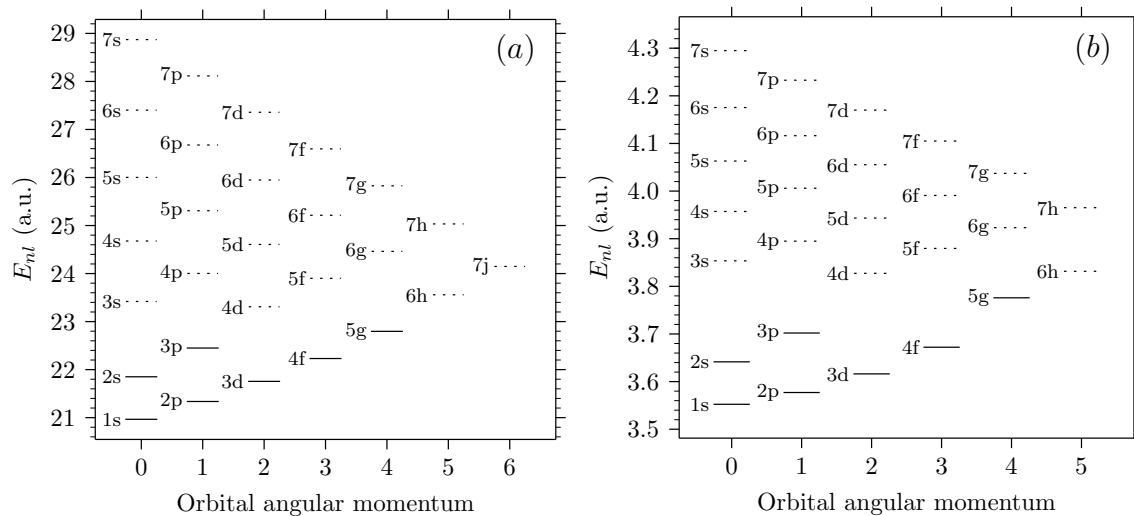 (a)
29
28
27
26
25
24
23
22
21
E_{nl} (a.u.)
7s
6s
5s
4s
3s
2s
1s
7p
6p
5p
4p
3p
2p
7d
6d
5d
4d
3d
7f
6f
5f
4f
7g
6g
5g
7h
6h
7j
0 1 2 3 4 5 6
Orbital angular momentum
(b)
4.3
4.2
4.1
4.0
3.9
3.8
3.7
3.6
3.5
E_{nl} (a.u.)
7s
6s
5s
4s
3s
2s
1s
7p
6p
5p
4p
3p
2p
7d
6d
5d
4d
3d
7f
6f
5f
4f
7g
6g
5g
7h
6h
0 1 2 3 4 5
Orbital angular momentum